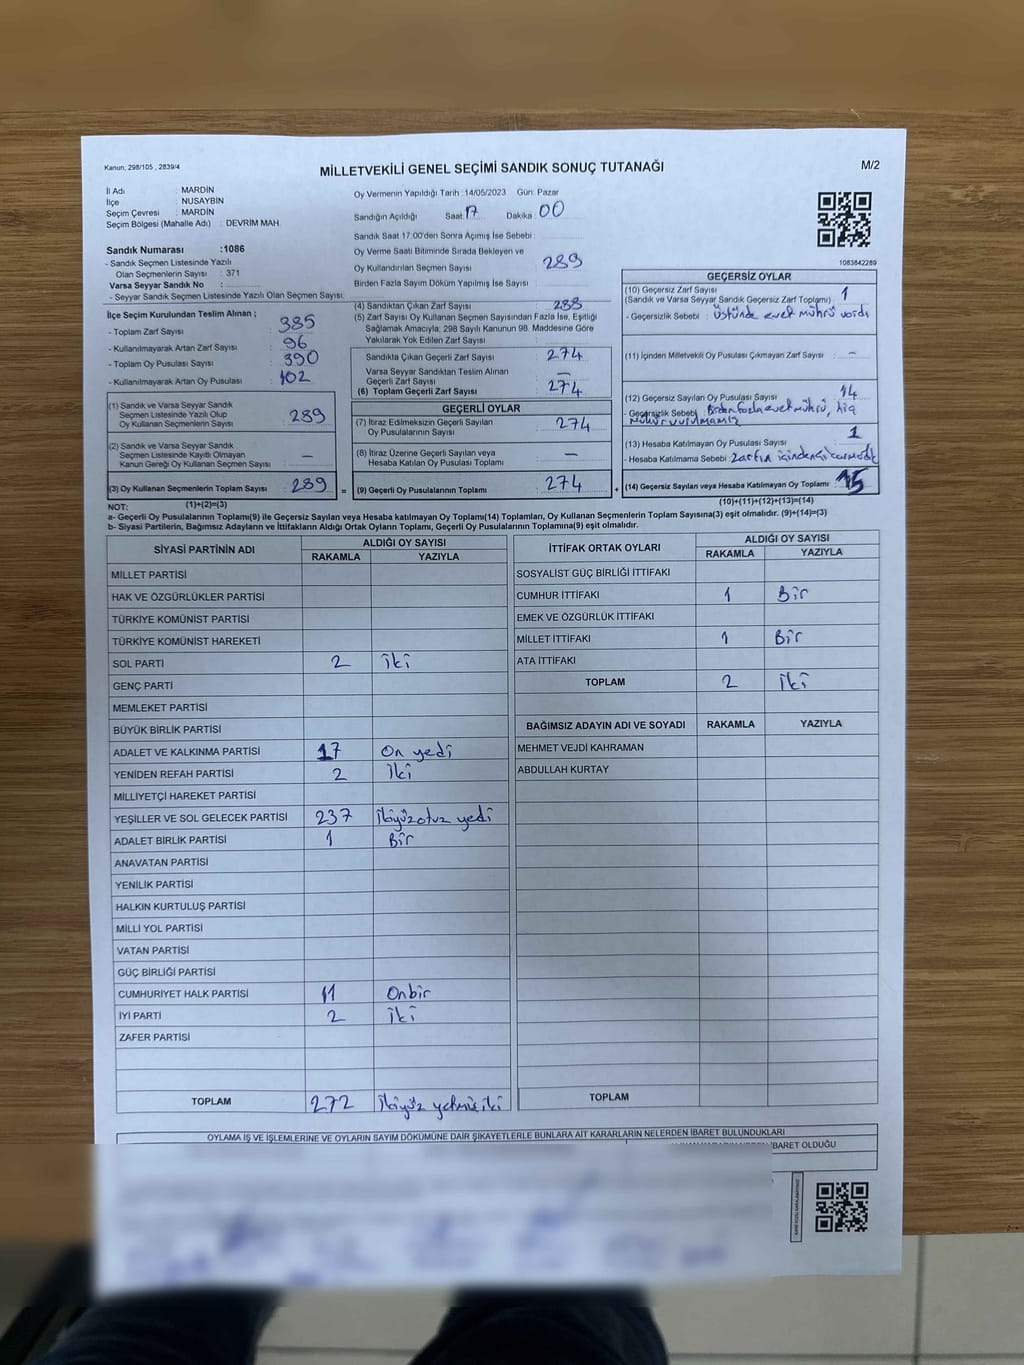 Kanun; 298/105 , 2839/4
MİLLETVEKİLİ GENEL SEÇİMİ SANDIK SONUÇ TUTANAĞI
M/2
İl Adı : MARDİN
İlçe : NUSAYBİN
Seçim Çevresi : MARDİN
Seçim Bölgesi (Mahalle Adı) : DEVRİM MAH
Oy Vermenin Yapıldığı Tarih :14/05/2023 Gün: Pazar
Sandığın Açıldığı Saat: 17 Dakika: 00
Sandık Saat 17.00'den Sonra Açımış İse Sebebi :
Sandık Numarası :1086
- Sandık Seçmen Listesinde Yazılı
Olan Seçmenlerin Sayısı : 371
Varsa Seyyar Sandık No :
- Seyyar Sandık Seçmen Listesinde Yazılı Olan Seçmen Sayısı:
Oy Verme Saati Bitiminde Sırada Bekleyen ve
Oy Kullandırılan Seçmen Sayısı : 289
Birden Fazla Sayım Döküm Yapılmış İse Sayısı :
1083842289
İlçe Seçim Kurulundan Teslim Alınan ;
- Toplam Zarf Sayısı : 385
- Kullanılmayarak Artan Zarf Sayısı : 96
- Toplam Oy Pusulası Sayısı : 390
- Kullanılmayarak Artan Oy Pusulası : 102
(1) Sandık ve Varsa Seyyar Sandık
Seçmen Listesinde Yazılı Olup
Oy Kullanan Seçmenlerin Sayısı : 289
(2) Sandık ve Varsa Seyyar Sandık
Seçmen Listesinde Kayıtlı Olmayan
Kanun Gereği Oy Kullanan Seçmen Sayısı : –
(3) Oy Kullanan Seçmenlerin Toplam Sayısı : 289
(1)+(2)=(3)
(4) Sandıktan Çıkan Zarf Sayısı : 288
(5) Zarf Sayısı Oy Kullanan Seçmen Sayısından Fazla İse, Eşitliği
Sağlamak Amacıyla; 298 Sayılı Kanunun 98. Maddesine Göre
Yakılarak Yok Edilen Zarf Sayısı :
Sandıkta Çıkan Geçerli Zarf Sayısı : 274
Varsa Seyyar Sandıktan Teslim Alınan
Geçerli Zarf Sayısı : –
(6) Toplam Geçerli Zarf Sayısı : 274
GEÇERLİ OYLAR
(7) İtiraz Edilmeksizin Geçerli Sayılan
Oy Pusulalarının Sayısı : 274
(8) İtiraz Üzerine Geçerli Sayılan veya
Hesaba Katılan Oy Pusulası Toplamı : –
= (9) Geçerli Oy Pusulalarının Toplamı : 274
GEÇERSİZ OYLAR
(10) Geçersiz Zarf Sayısı
(Sandık ve Varsa Seyyar Sandık Geçersiz Zarf Toplamı) : 1
- Geçersizlik Sebebi : üstünde evet mührü vardı
(11) İçinden Milletvekili Oy Pusulası Çıkmayan Zarf Sayısı : –
(12) Geçersiz Sayılan Oy Pusulası Sayısı : 14
- Geçersizlik Sebebi : Birden fazla evet mührü, hiç
mühür vurulmamış
(13) Hesaba Katılmayan Oy Pusulası Sayısı : 1
- Hesaba Katılmama Sebebi : zarfın içinden
+ (14) Geçersiz Sayılan veya Hesaba Katılmayan Oy Toplamı : 15
(10)+(11)+(12)+(13)=(14)
NOT:
a- Geçerli Oy Pusulalarının Toplamı(9) ile Geçersiz Sayılan veya Hesaba Katılmayan Oy Toplamı(14) Toplamları, Oy Kullanan Seçmenlerin Toplam Sayısına(3) eşit olmalıdır. (9)+(14)=(3)
b- Siyasi Partilerin, Bağımsız Adayların ve İttifakların Aldığı Ortak Oyların Toplamı, Geçerli Oy Pusulalarının Toplamına(9) eşit olmalıdır.
SİYASİ PARTİNİN ADI ALDIĞI OY SAYISI
RAKAMLA YAZIYLA
MİLLET PARTİSİ
HAK VE ÖZGÜRLÜKLER PARTİSİ
TÜRKİYE KOMÜNİST PARTİSİ
TÜRKİYE KOMÜNİST HAREKETİ
SOL PARTİ 2 iki
GENÇ PARTİ
MEMLEKET PARTİSİ
BÜYÜK BİRLİK PARTİSİ
ADALET VE KALKINMA PARTİSİ 17 On yedi
YENİDEN REFAH PARTİSİ 2 İki
MİLLİYETÇİ HAREKET PARTİSİ
YEŞİLLER VE SOL GELECEK PARTİSİ 237 İkiyüzotuz yedi
ADALET BİRLİK PARTİSİ 1 Bir
ANAVATAN PARTİSİ
YENİLİK PARTİSİ
HALKIN KURTULUŞ PARTİSİ
MİLLİ YOL PARTİSİ
VATAN PARTİSİ
GÜÇ BİRLİĞİ PARTİSİ
CUMHURİYET HALK PARTİSİ 11 Onbir
İYİ PARTİ 2 iki
ZAFER PARTİSİ
TOPLAM 272 İkiyüz yetmiş iki
İTTİFAK ORTAK OYLARI ALDIĞI OY SAYISI
RAKAMLA YAZIYLA
SOSYALIST GÜÇ BİRLİĞİ İTTİFAKI
CUMHUR İTTİFAKI 1 Bir
EMEK VE ÖZGÜRLÜK İTTİFAKI
MİLLET İTTİFAKI 1 Bir
ATA İTTİFAKI
TOPLAM 2 iki
BAĞIMSIZ ADAYIN ADI VE SOYADI RAKAMLA YAZIYLA
MEHMET VEJDİ KAHRAMAN
ABDULLAH KURTAY
TOPLAM
OYLAMA İŞ VE İŞLEMLERİNE VE OYLARIN SAYIM DÖKÜMÜNE DAİR ŞİKAYETLERLE BUNLARA AİT KARARLARIN NELERDEN İBARET BULUNDUKLARI
İBARET OLDUĞU